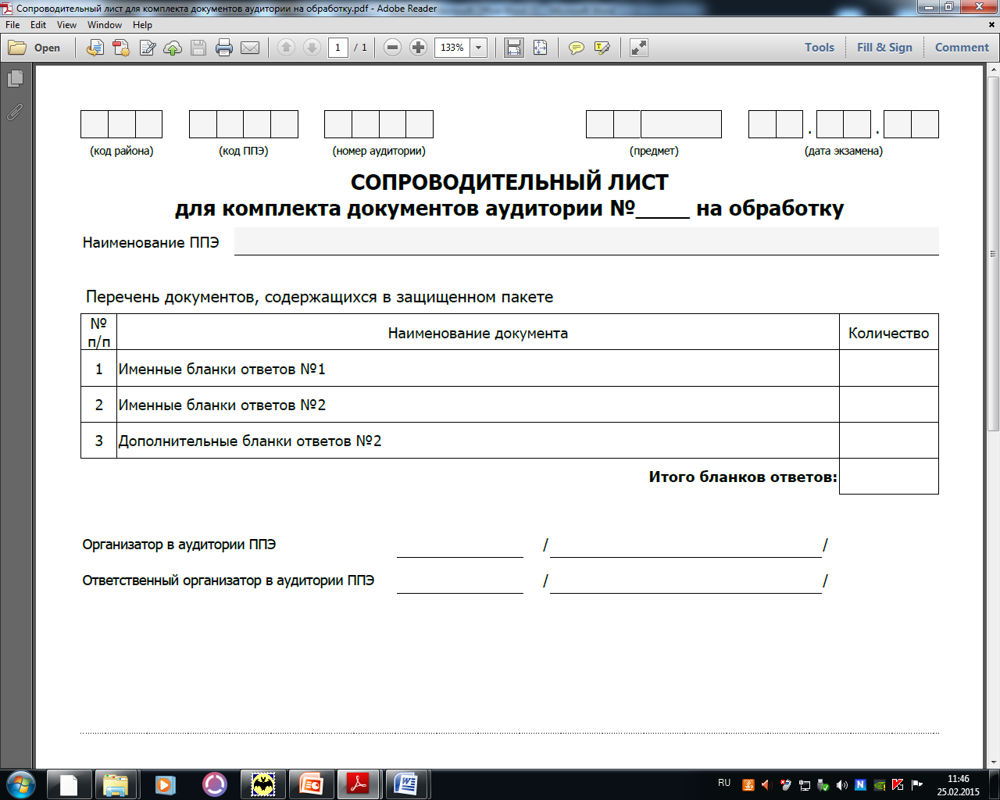 Сопроводительный лист для комплекта документов аудитории на обработку.pdf - Adobe Reader
File Edit View Window Help
Open 1 / 1 133% Tools Fill & Sign Comment
(код района) (код ППЭ) (номер аудитории) (предмет) . . (дата экзамена)
СОПРОВОДИТЕЛЬНЫЙ ЛИСТ
для комплекта документов аудитории №_____ на обработку
Наименование ППЭ
Перечень документов, содержащихся в защищенном пакете
№ п/п Наименование документа Количество
1 Именные бланки ответов №1
2 Именные бланки ответов №2
3 Дополнительные бланки ответов №2
Итого бланков ответов:
Организатор в аудитории ППЭ / /
Ответственный организатор в аудитории ППЭ / /
RU 11:46
25.02.2015